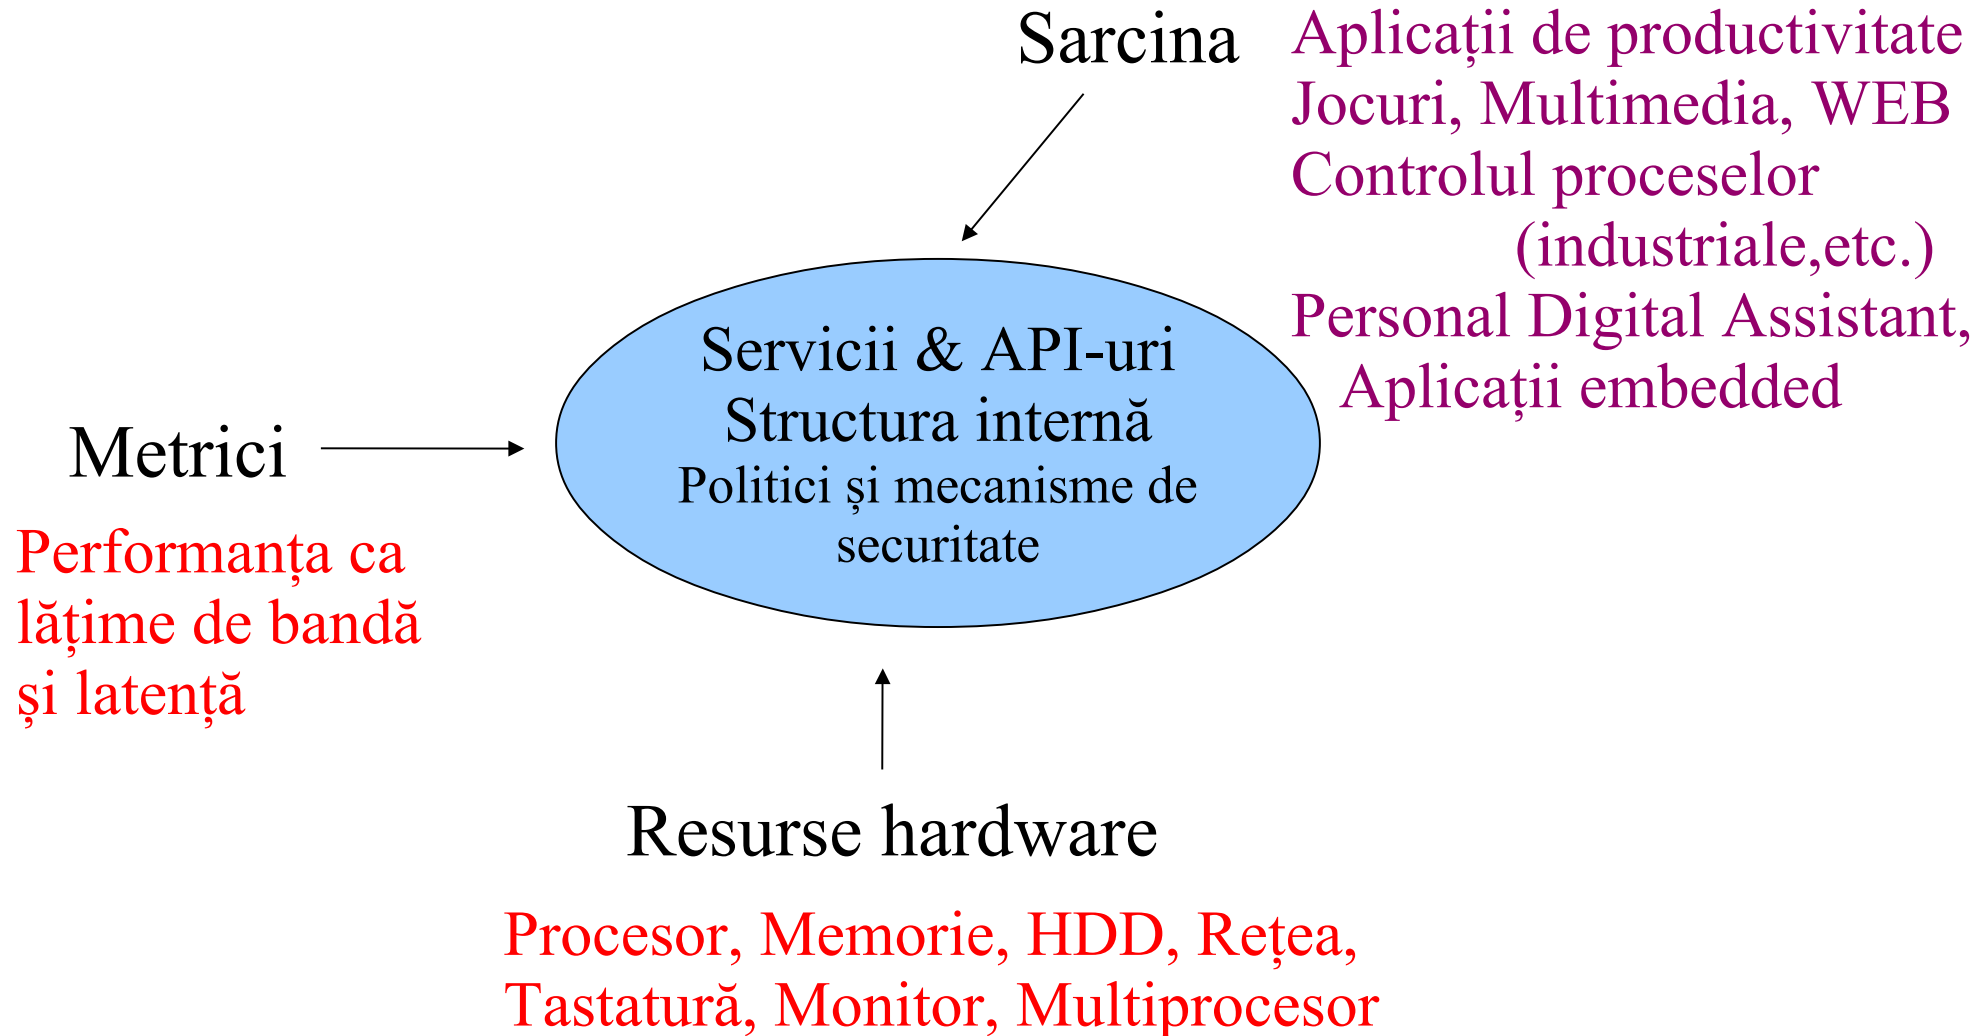 Sarcina
Aplicații de productivitate
Jocuri, Multimedia, WEB
Controlul proceselor
(industriale,etc.)
Personal Digital Assistant,
Aplicații embedded
Servicii & API-uri
Structura internă
Politici și mecanisme de
securitate
Metrici
Performanța ca
lățime de bandă
și latență
Resurse hardware
Procesor, Memorie, HDD, Rețea,
Tastatură, Monitor, Multiprocesor